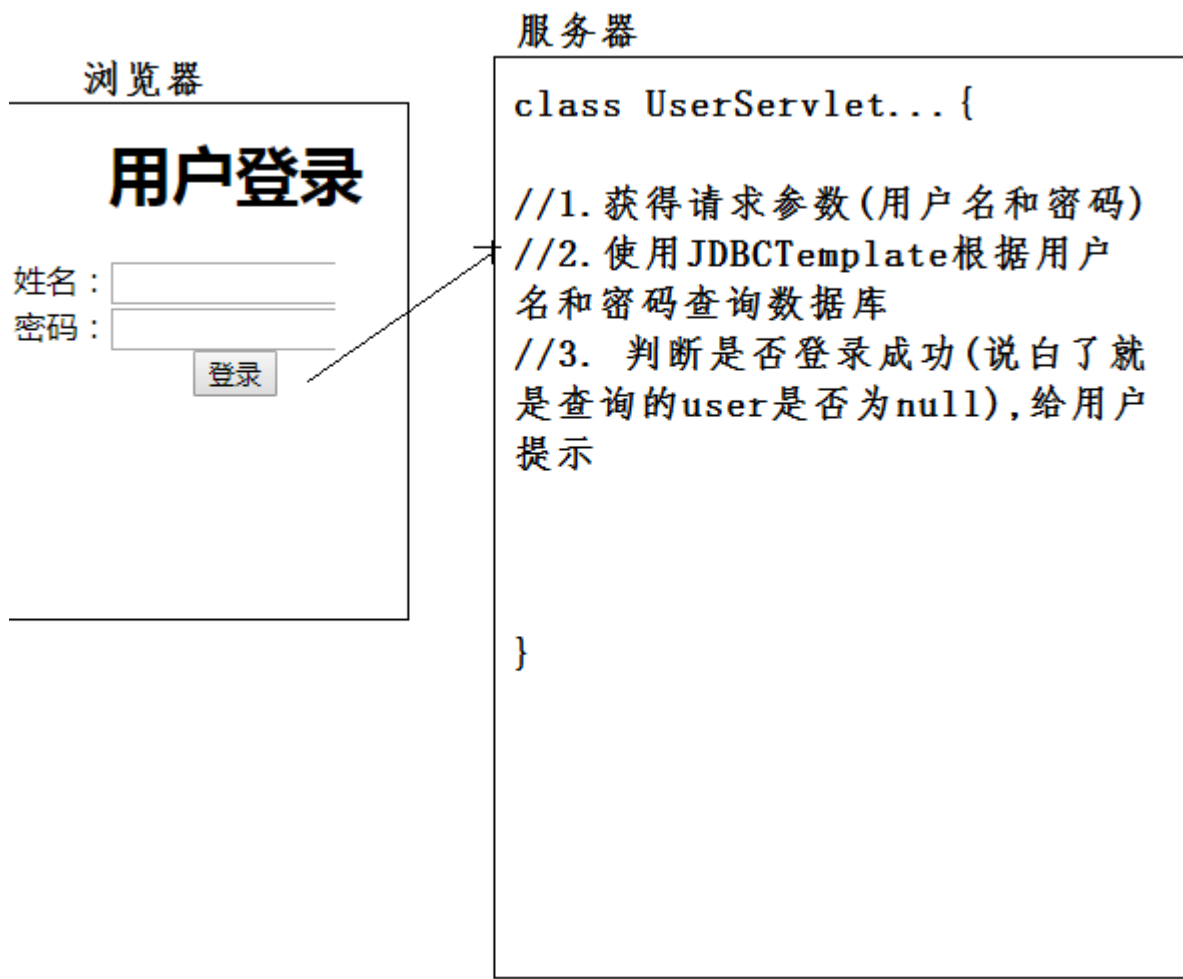 浏览器
用户登录
姓名：
密码：
登录
服务器
class UserServlet...{
//1.获得请求参数(用户名和密码)
//2.使用JDBCTemplate根据用户
名和密码查询数据库
//3. 判断是否登录成功(说白了就
是查询的user是否为null),给用户
提示
}